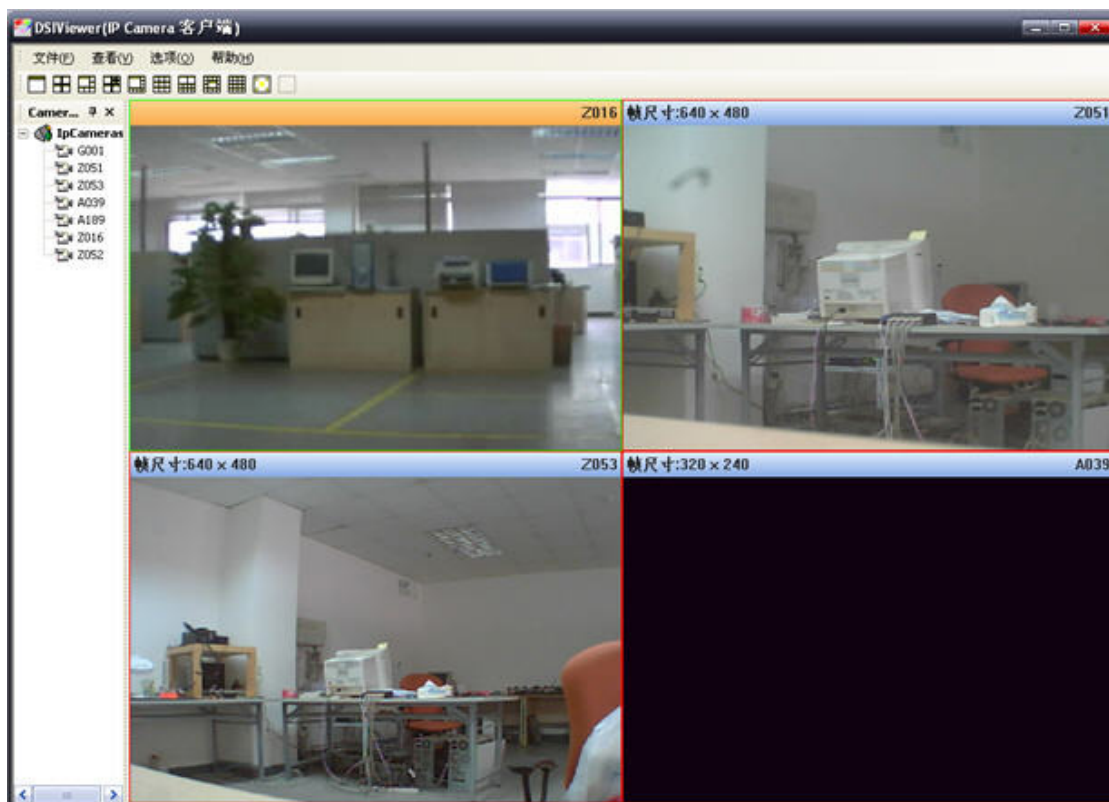 DSIViewer(IP Camera 客户端)
文件(F) 查看(V) 选项(O) 帮助(H)
Camer...
IpCameras
G001
Z051
Z053
A039
A189
Z016
Z052
Z016
帧尺寸:640 × 480 Z051
帧尺寸:640 × 480 Z053
帧尺寸:320 × 240 A039